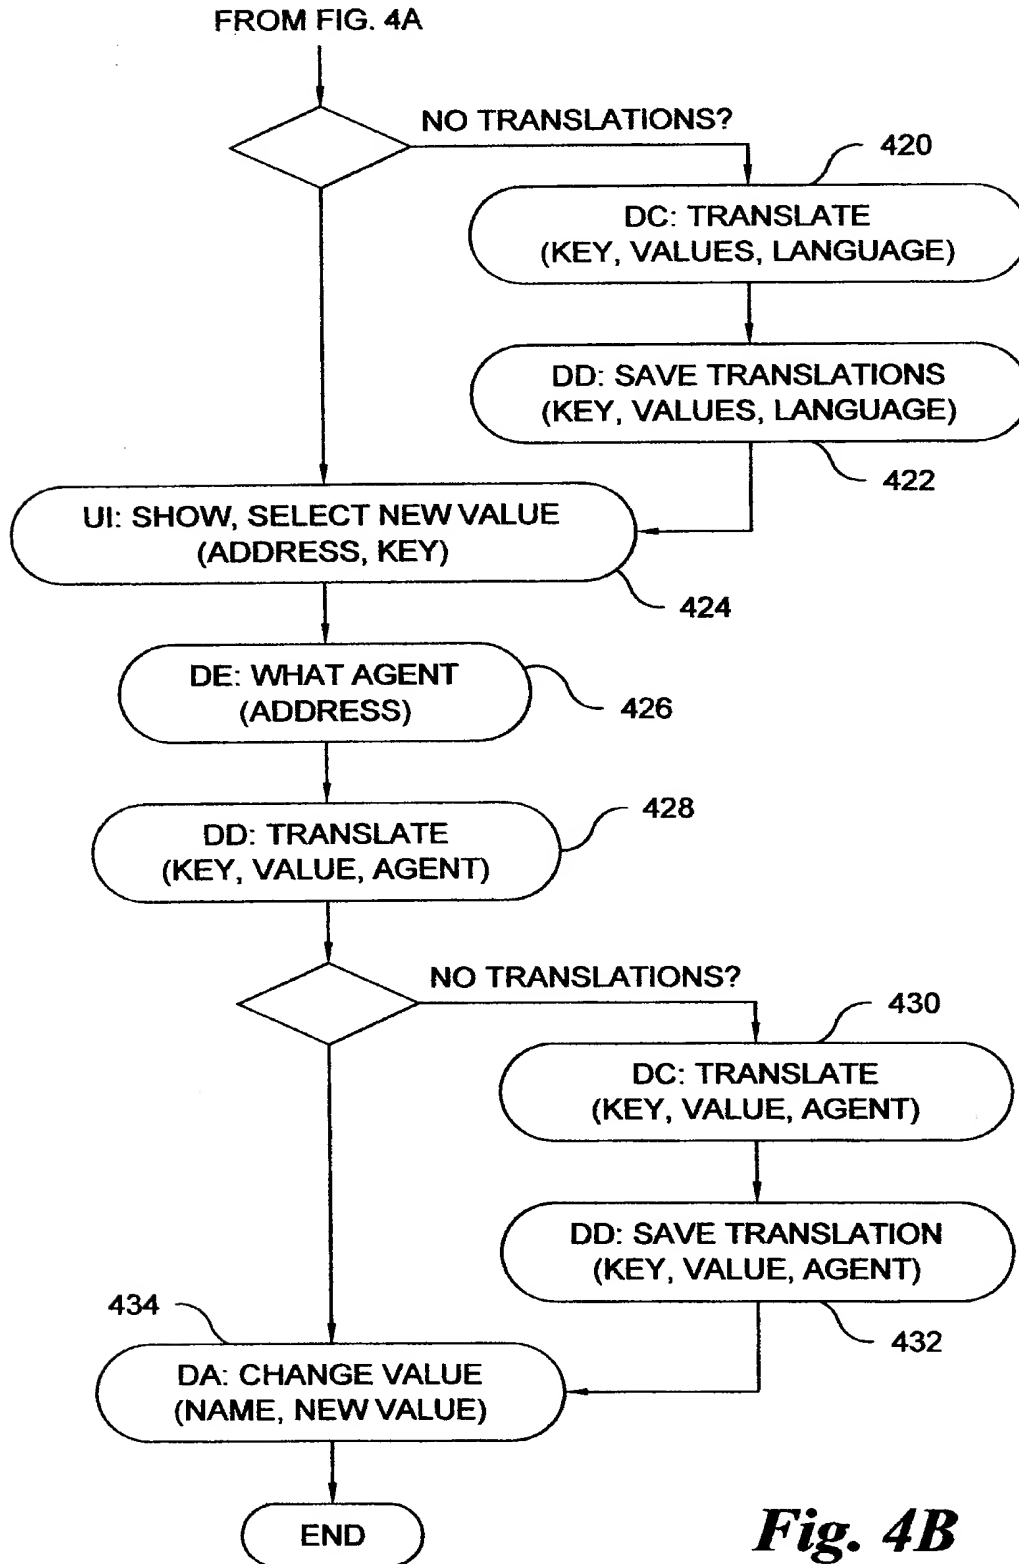 FROM FIG. 4A
NO TRANSLATIONS?
420
DC: TRANSLATE
(KEY, VALUES, LANGUAGE)
DD: SAVE TRANSLATIONS
(KEY, VALUES, LANGUAGE)
422
UI: SHOW, SELECT NEW VALUE
(ADDRESS, KEY)
424
DE: WHAT AGENT
(ADDRESS)
426
428
DD: TRANSLATE
(KEY, VALUE, AGENT)
NO TRANSLATIONS?
430
DC: TRANSLATE
(KEY, VALUE, AGENT)
DD: SAVE TRANSLATION
(KEY, VALUE, AGENT)
432
434
DA: CHANGE VALUE
(NAME, NEW VALUE)
END
Fig. 4B